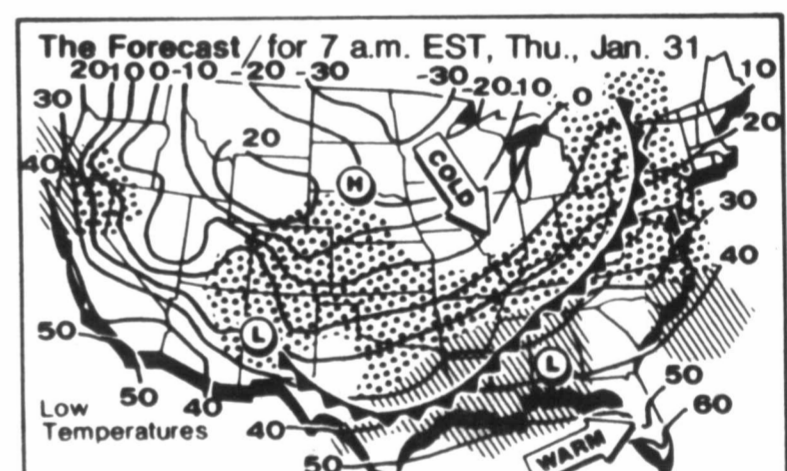 The Forecast / for 7 a.m. EST, Thu., Jan. 31
20 10 0 -10 -20 -30 -30 -20 -10 0 10
30 20
20
40
H
COLD
30
40
L
50
L
50
50 40
60
Low
Temperatures
40
50
WARM